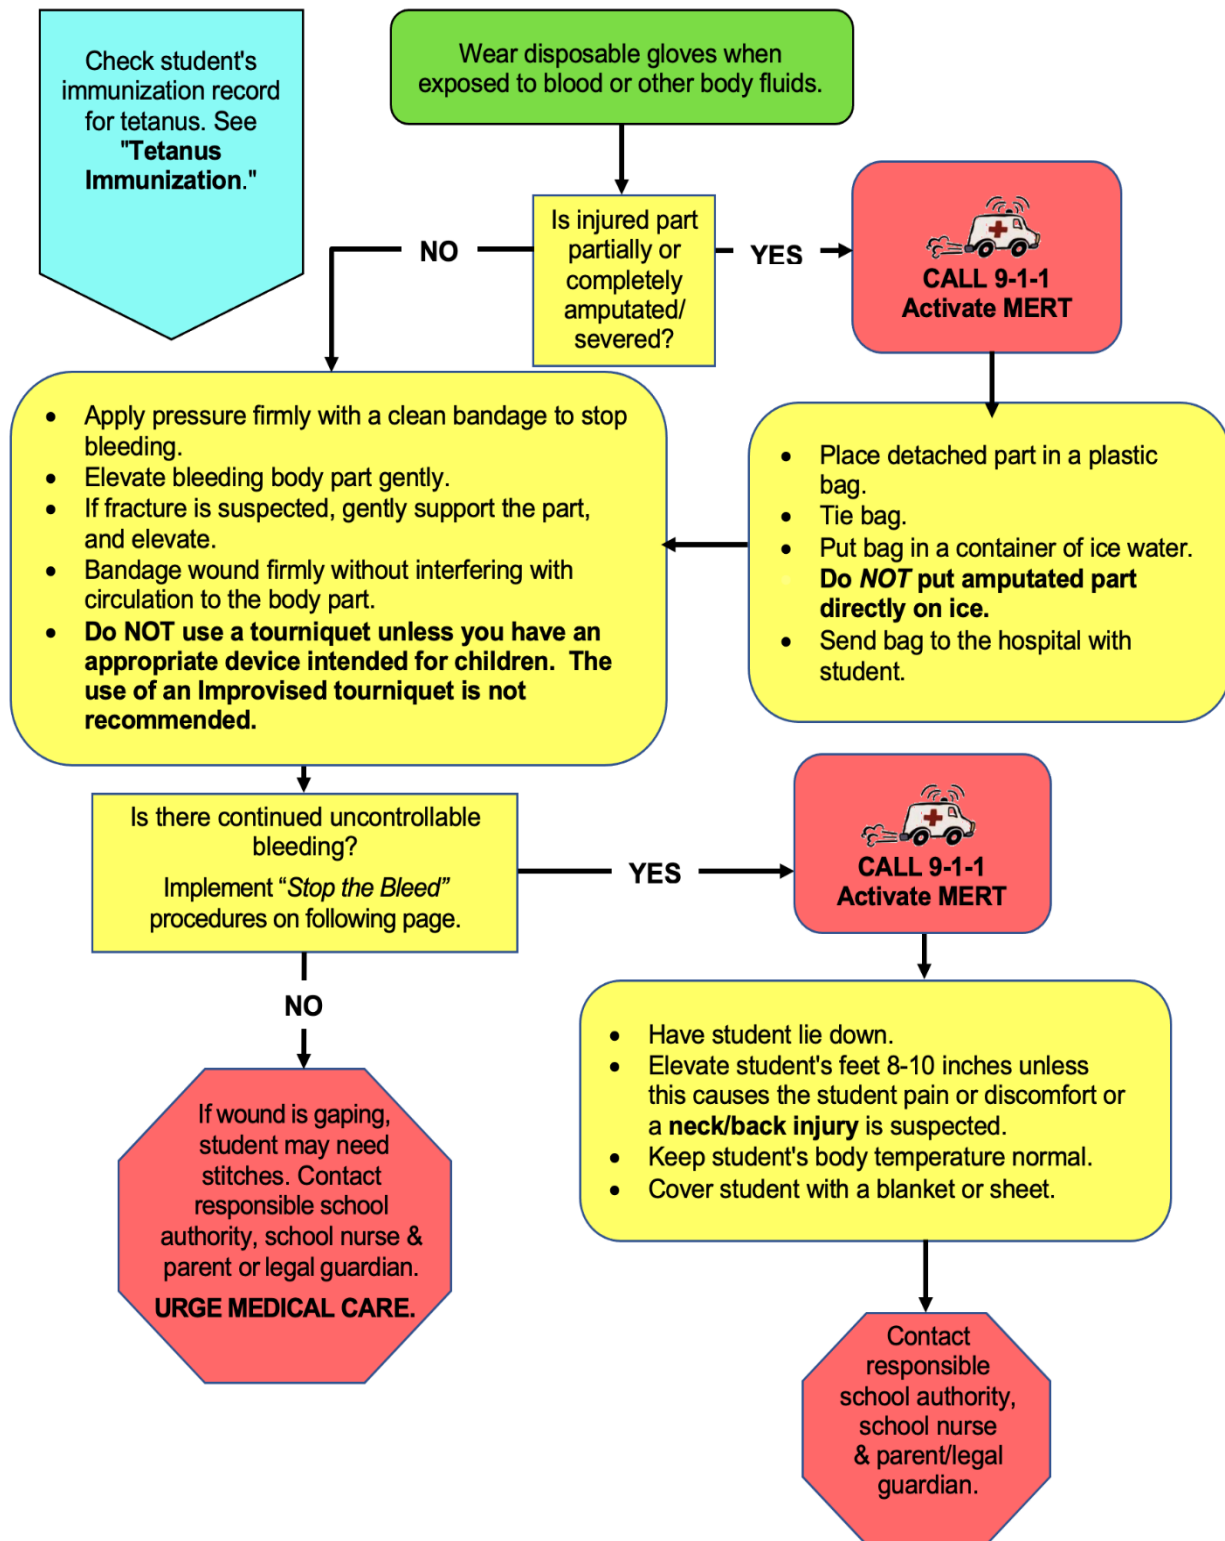 Check student's
immunization record
for tetanus. See
"Tetanus
Immunization."
Wear disposable gloves when
exposed to blood or other body fluids.
Is injured part
partially or
completely
amputated/
severed?
NO
YES
CALL 9-1-1
Activate MERT
• Apply pressure firmly with a clean bandage to stop
bleeding.
• Elevate bleeding body part gently.
• If fracture is suspected, gently support the part,
and elevate.
• Bandage wound firmly without interfering with
circulation to the body part.
• Do NOT use a tourniquet unless you have an
appropriate device intended for children. The
use of an Improvised tourniquet is not
recommended.
• Place detached part in a plastic
bag.
• Tie bag.
• Put bag in a container of ice water.
Do NOT put amputated part
directly on ice.
• Send bag to the hospital with
student.
Is there continued uncontrollable
bleeding?
Implement “Stop the Bleed”
procedures on following page.
YES
CALL 9-1-1
Activate MERT
NO
• Have student lie down.
• Elevate student's feet 8-10 inches unless
this causes the student pain or discomfort or
a neck/back injury is suspected.
• Keep student's body temperature normal.
• Cover student with a blanket or sheet.
If wound is gaping,
student may need
stitches. Contact
responsible school
authority, school nurse &
parent or legal guardian.
URGE MEDICAL CARE.
Contact
responsible
school authority,
school nurse
& parent/legal
guardian.